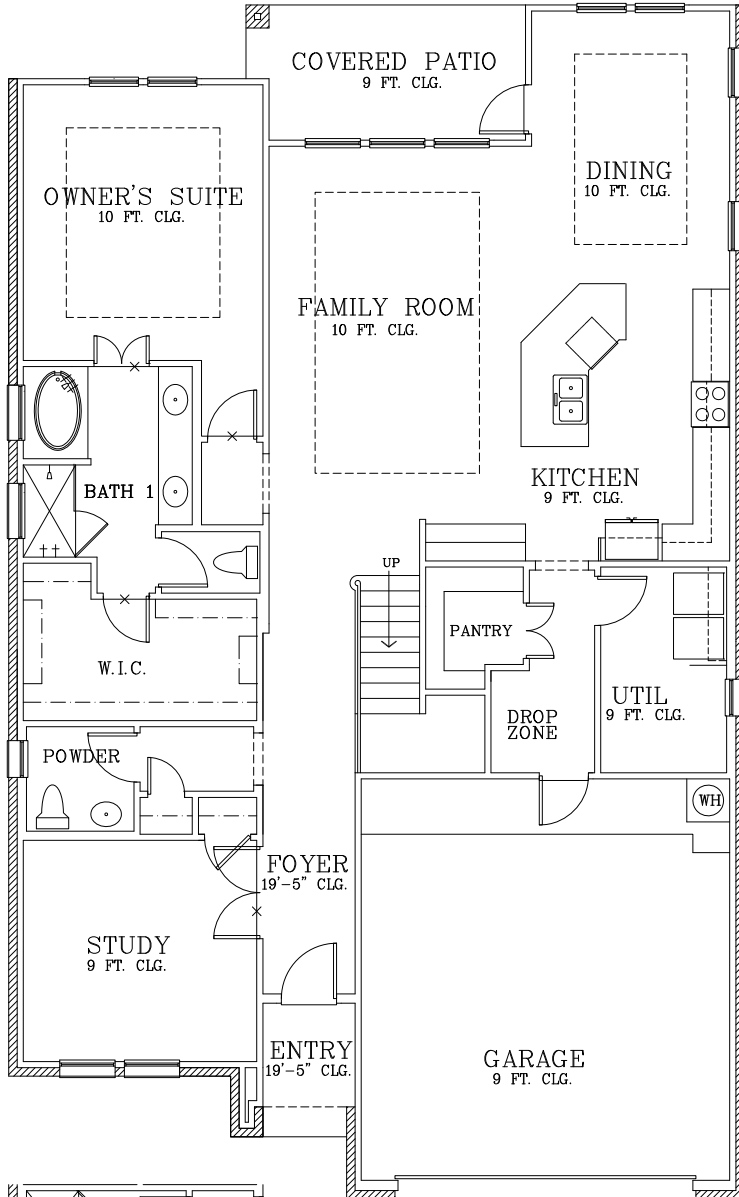 COVERED PATIO
9 FT. CLG.
DINING
10 FT. CLG.
OWNER'S SUITE
10 FT. CLG.
FAMILY ROOM
10 FT. CLG.
KITCHEN
9 FT. CLG.
BATH 1
UP
PANTRY
W.I.C.
UTIL
9 FT. CLG.
DROP
ZONE
POWDER
WH
FOYER
19'-5" CLG.
STUDY
9 FT. CLG.
ENTRY
19'-5" CLG.
GARAGE
9 FT. CLG.